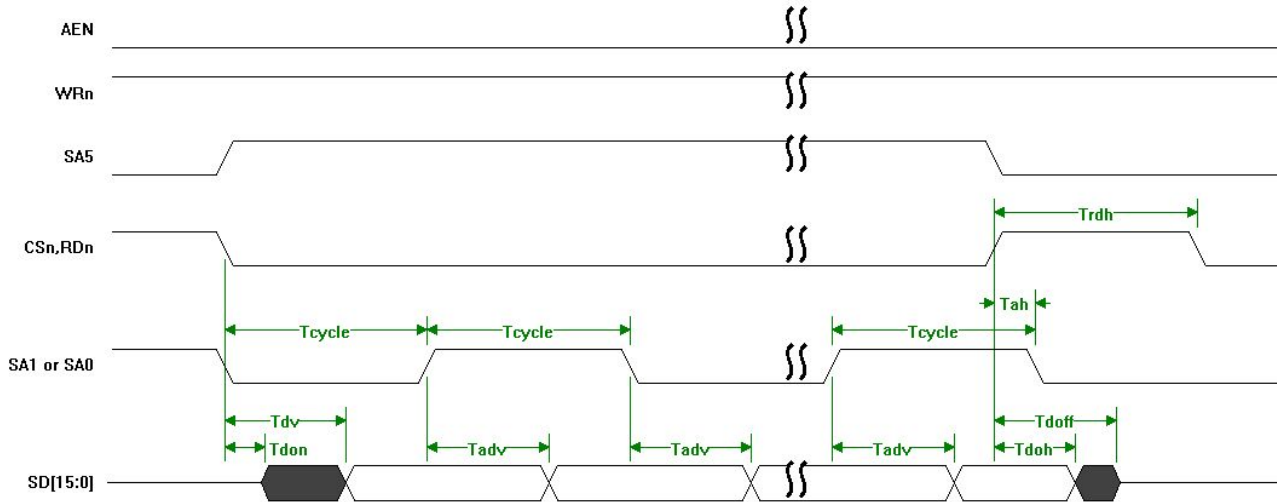 AEN
WRn
SA5
Trdh
CSn,RDn
Tah
Tcycle Tcycle Tcycle
SA1 or SA0
Tdv Tdoff
Tdon Tadv Tadv Tadv Tdoh
SD[15:0]